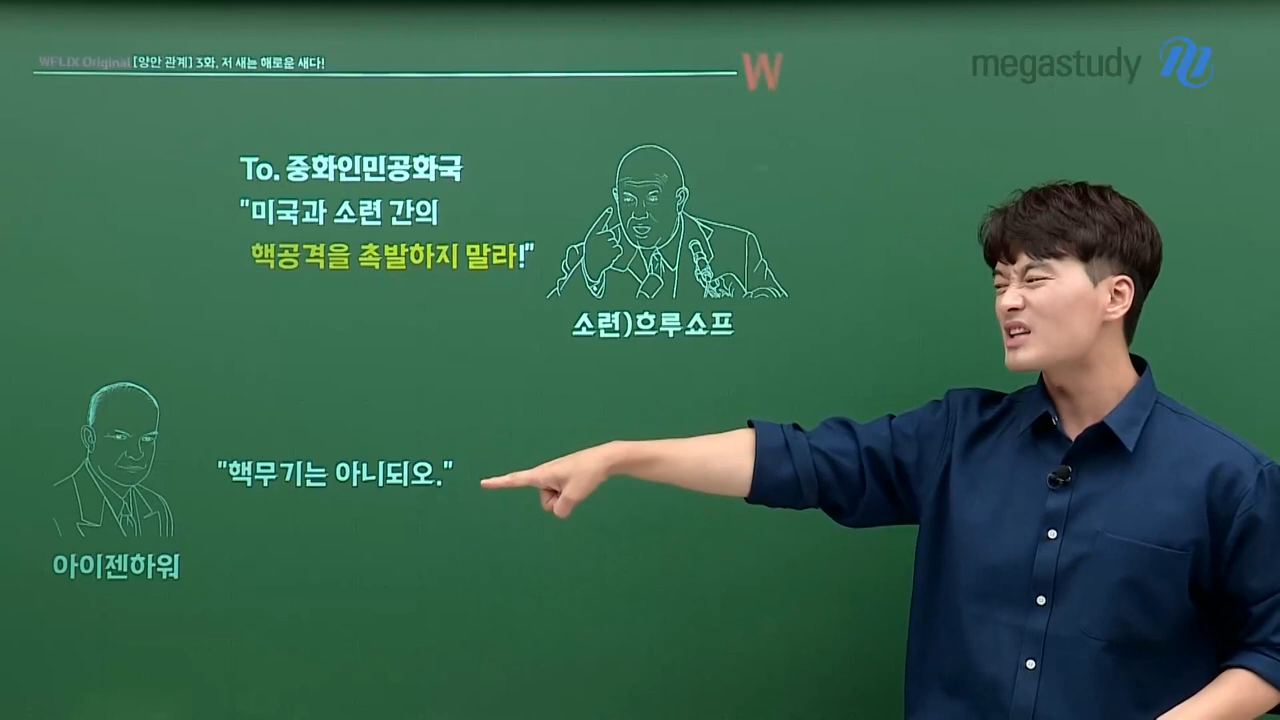 WFLIX Original [양안 관계] 3화. 저 새는 해로운 새다!
W
megastudy
To. 중화인민공화국
"미국과 소련 간의
핵공격을 촉발하지 말라!"
소련)흐루쇼프
"핵무기는 아니되오."
아이젠하워